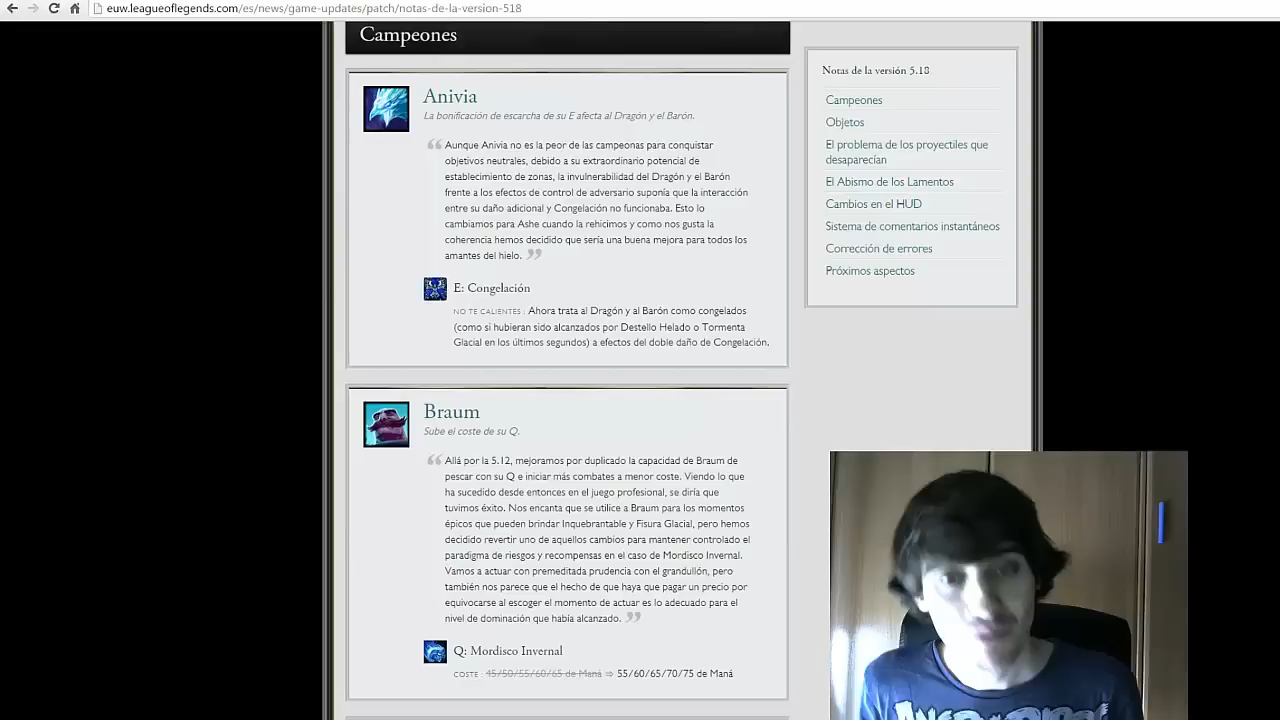 euw.leagueoflegends.com/es/news/game-updates/patch/notas-de-la-version-518
Campeones
Anivia
La bonificación de escarcha de su E afecta al Dragón y el Barón.
Aunque Anivia no es la peor de las campeonas para conquistar
objetivos neutrales, debido a su extraordinario potencial de
establecimiento de zonas, la invulnerabilidad del Dragón y el Barón
frente a los efectos de control de adversario suponía que la interacción
entre su daño adicional y Congelación no funcionaba. Esto lo
cambiamos para Ashe cuando la rehicimos y como nos gusta la
coherencia hemos decidido que sería una buena mejora para todos los
amantes del hielo.
E: Congelación
NO TE CALIENTES : Ahora trata al Dragón y al Barón como congelados
(como si hubieran sido alcanzados por Destello Helado o Tormenta
Glacial en los últimos segundos) a efectos del doble daño de Congelación.
Braum
Sube el coste de su Q.
Allá por la 5.12, mejoramos por duplicado la capacidad de Braum de
pescar con su Q e iniciar más combates a menor coste. Viendo lo que
ha sucedido desde entonces en el juego profesional, se diría que
tuvimos éxito. Nos encanta que se utilice a Braum para los momentos
épicos que pueden brindar Inquebrantable y Fisura Glacial, pero hemos
decidido revertir uno de aquellos cambios para mantener controlado el
paradigma de riesgos y recompensas en el caso de Mordisco Invernal.
Vamos a actuar con premeditada prudencia con el grandullón, pero
también nos parece que el hecho de que haya que pagar un precio por
equivocarse al escoger el momento de actuar es lo adecuado para el
nivel de dominación que había alcanzado.
Q: Mordisco Invernal
COSTE : 45/50/55/60/65 de Maná ⇒ 55/60/65/70/75 de Maná
Notas de la versión 5.18
Campeones
Objetos
El problema de los proyectiles que
desaparecían
El Abismo de los Lamentos
Cambios en el HUD
Sistema de comentarios instantáneos
Corrección de errores
Próximos aspectos